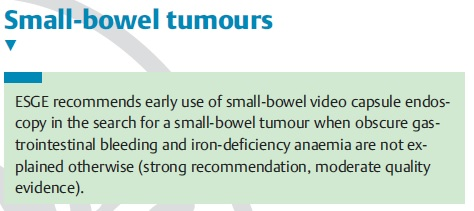 Small-bowel tumours
ESGE recommends early use of small-bowel video capsule endos-
copy in the search for a small-bowel tumour when obscure gas-
trointestinal bleeding and iron-deficiency anaemia are not ex-
plained otherwise (strong recommendation, moderate quality
evidence).